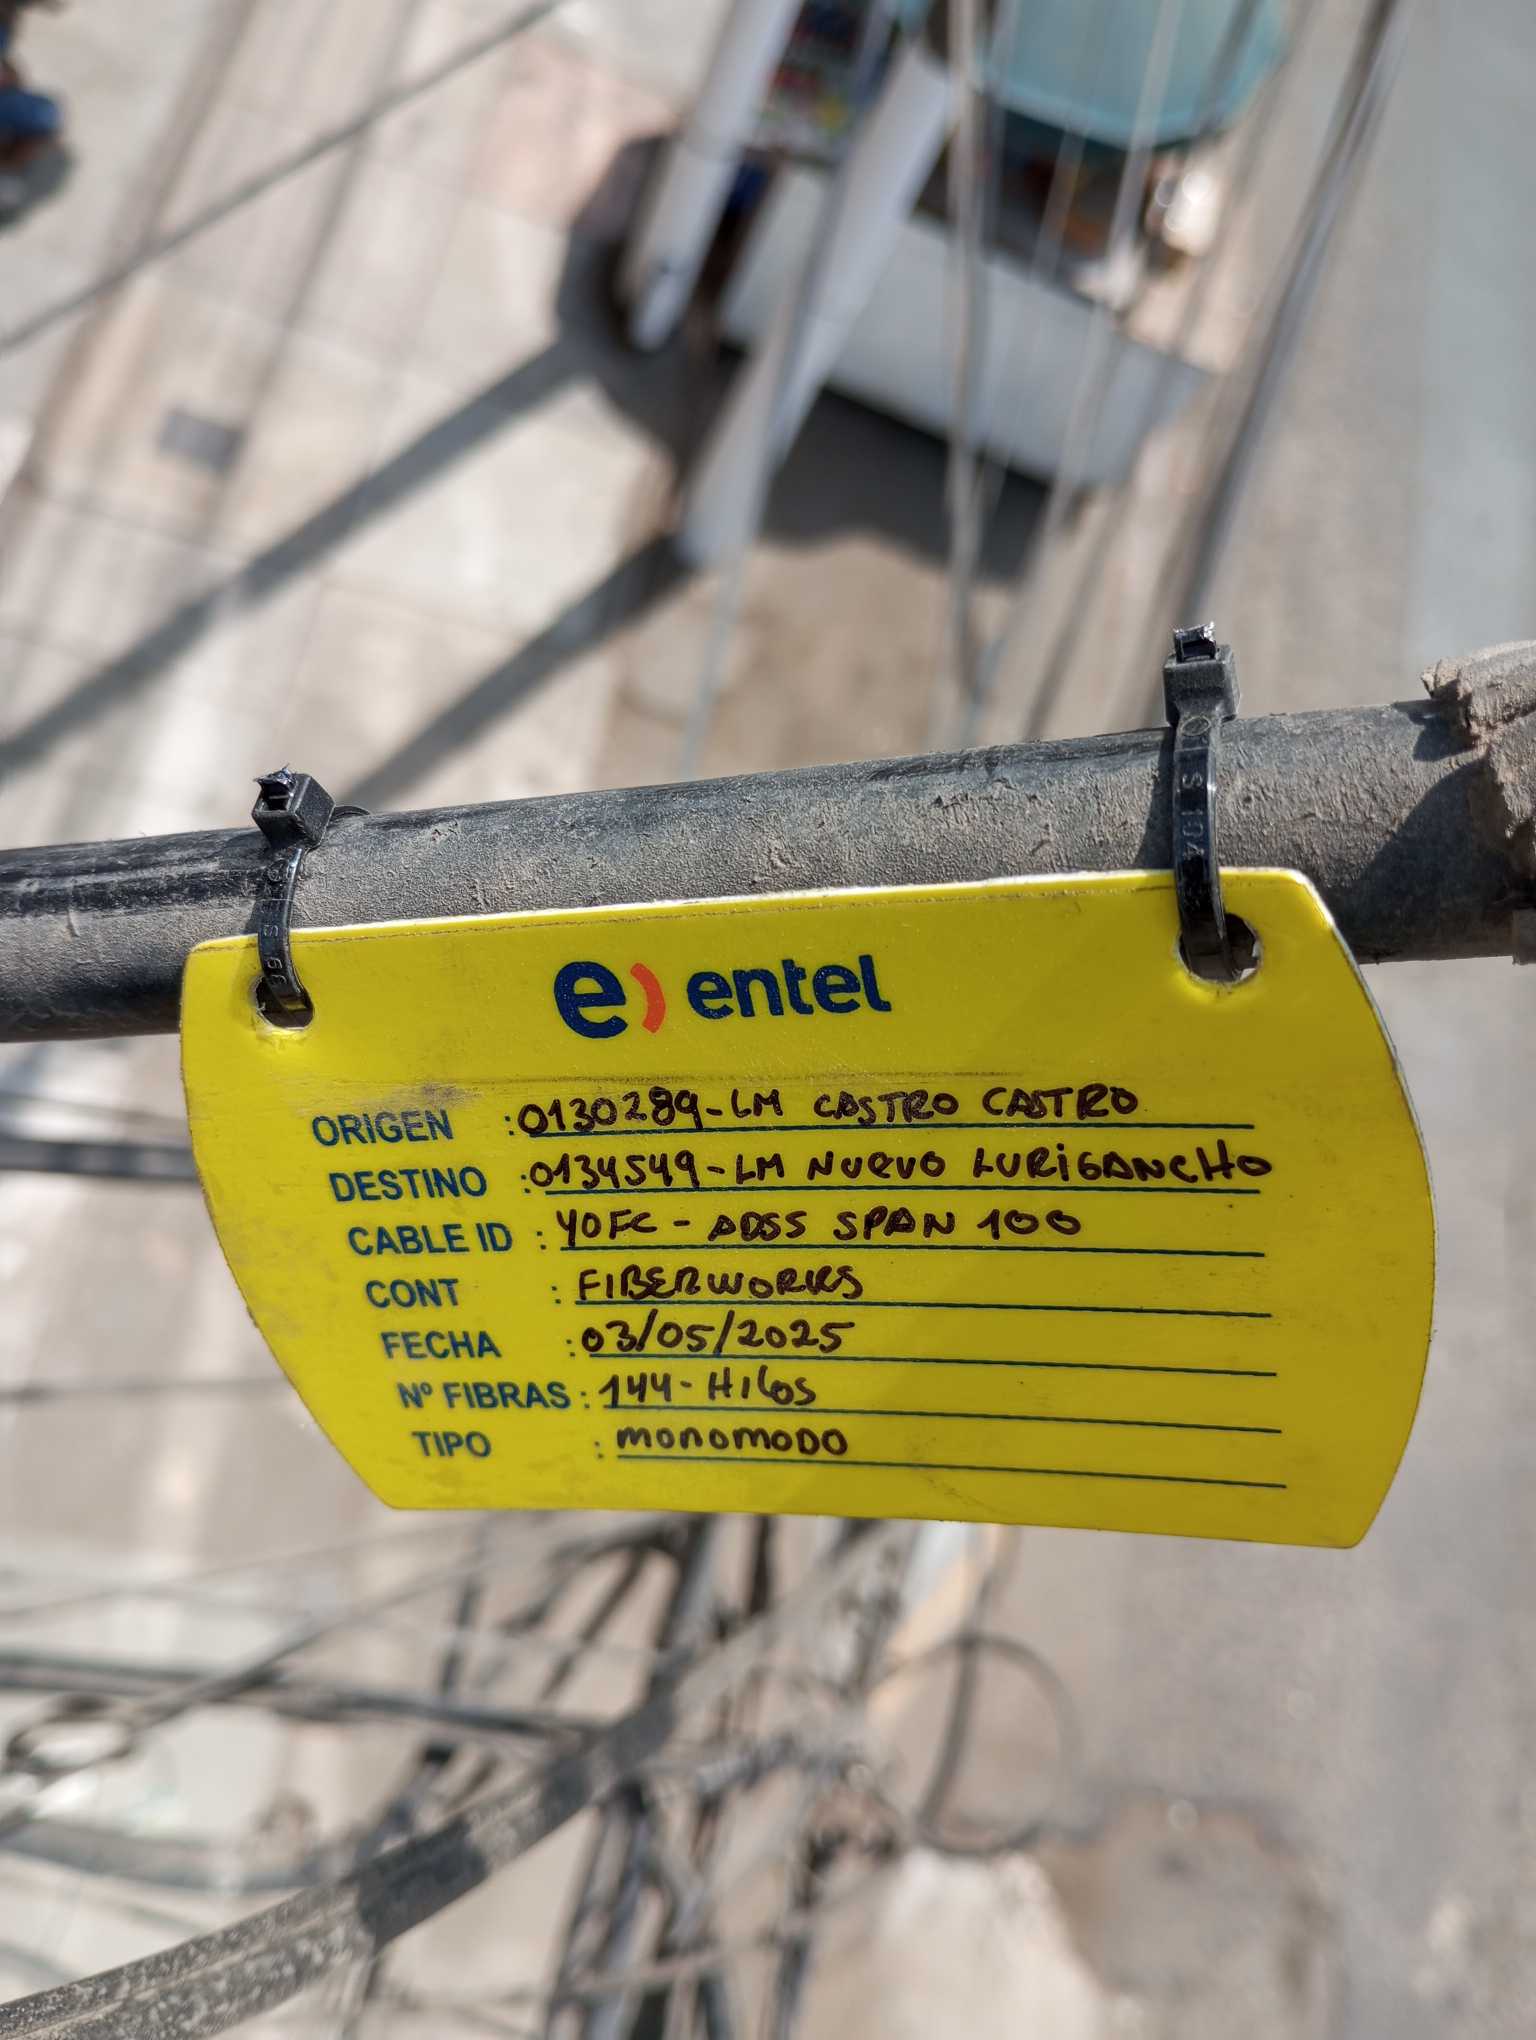 e) entel
ORIGEN : 0130289-LM CASTRO CASTRO
DESTINO : 0134549-LM NUEVO LURIGANCHO
CABLE ID : YOFC - ADSS SPAN 100
CONT : FIBERWORKS
FECHA : 03/05/2025
Nº FIBRAS : 144-HILOS
TIPO : MONOMODO